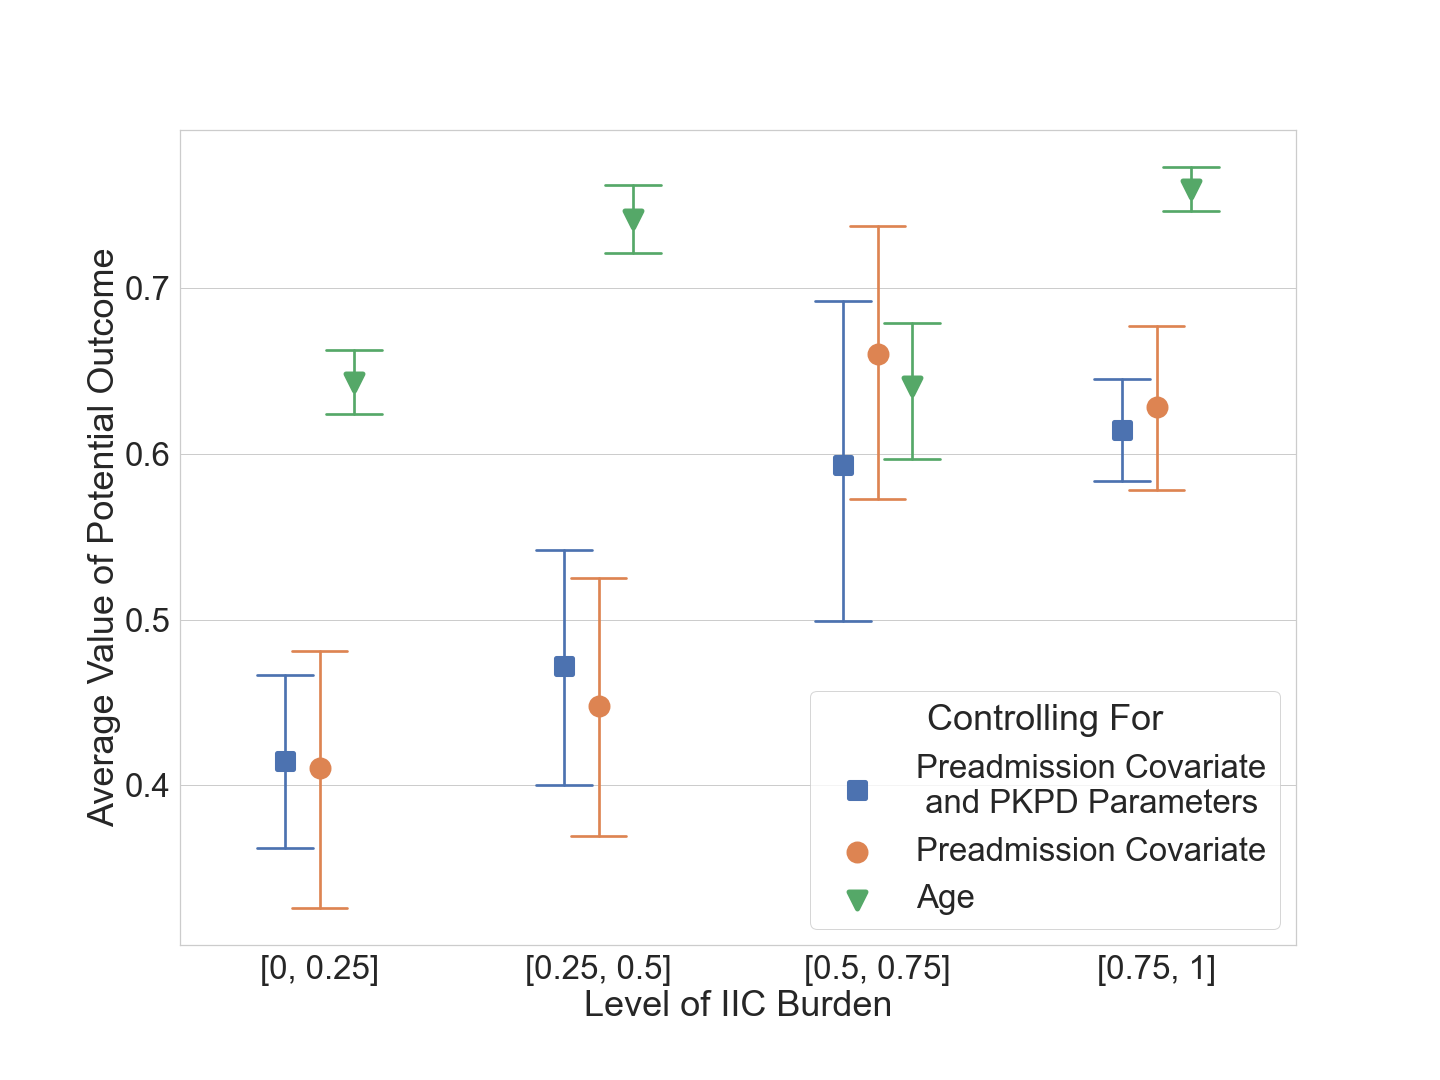 Average Value of Potential Outcome
0.7
0.6
0.5
0.4
Controlling For
Preadmission Covariate
and PKPD Parameters
Preadmission Covariate
Age
[0, 0.25]
[0.25, 0.5]
[0.5, 0.75]
[0.75, 1]
Level of IIC Burden